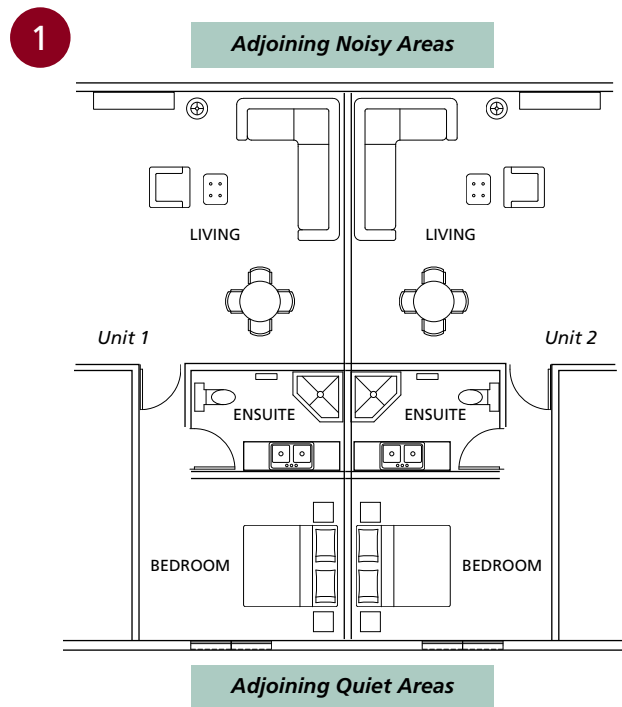 1
Adjoining Noisy Areas
LIVING
LIVING
Unit 1
Unit 2
ENSUITE
ENSUITE
BEDROOM
BEDROOM
Adjoining Quiet Areas